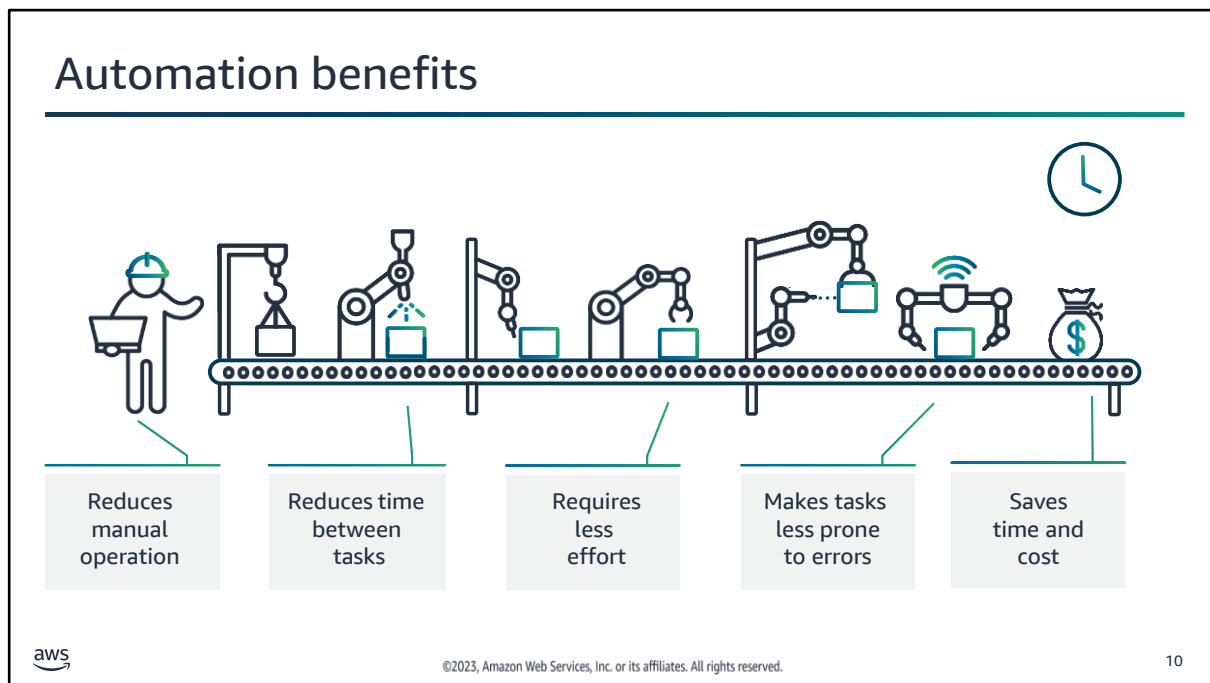 Automation benefits
$
Reduces
manual
operation
Reduces time
between
tasks
Requires
less
effort
Makes tasks
less prone
to errors
Saves
time and
cost
aws
©2023, Amazon Web Services, Inc. or its affiliates. All rights reserved.
10